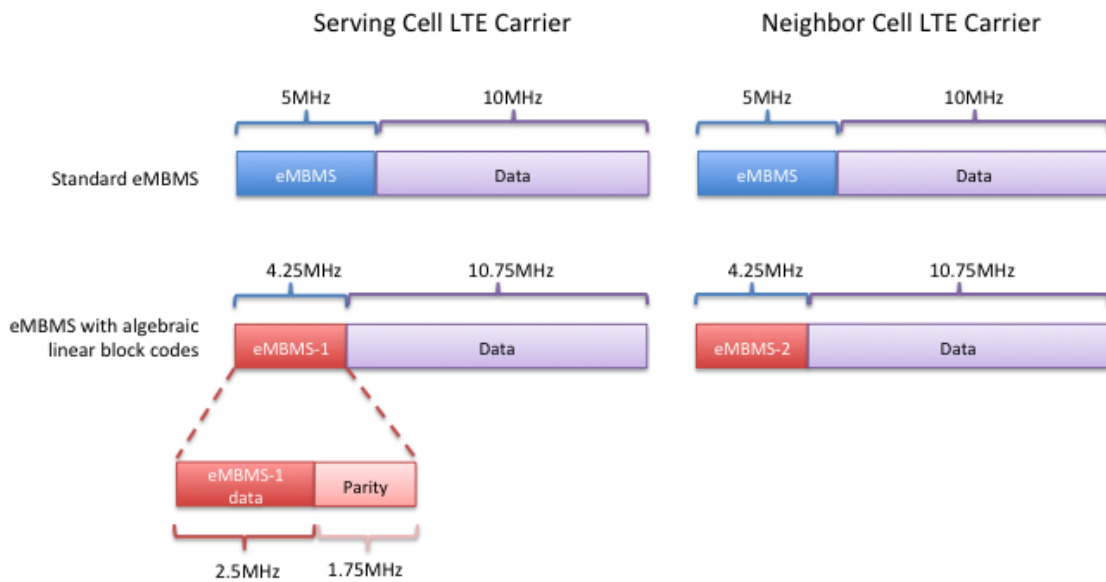 Serving Cell LTE Carrier
Neighbor Cell LTE Carrier
5MHz
10MHz
5MHz
10MHz
Standard eMBMS
eMBMS
Data
eMBMS
Data
4.25MHz
10.75MHz
4.25MHz
10.75MHz
eMBMS with algebraic
linear block codes
eMBMS-1
Data
eMBMS-2
Data
eMBMS-1
data
Parity
2.5MHz
1.75MHz